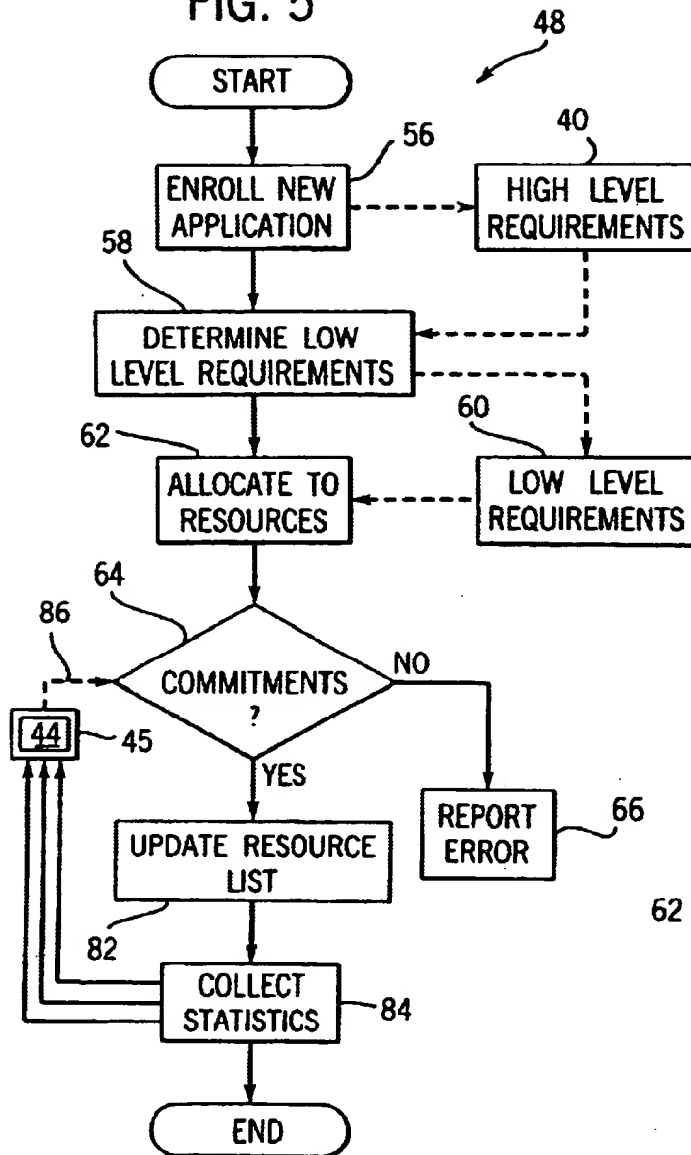 FIG. 5
48
START
56
40
ENROLL NEW
APPLICATION
HIGH LEVEL
REQUIREMENTS
58
DETERMINE LOW
LEVEL REQUIREMENTS
62
60
ALLOCATE TO
RESOURCES
LOW LEVEL
REQUIREMENTS
64
86
COMMITMENTS
?
NO
44
45
YES
UPDATE RESOURCE
LIST
REPORT
ERROR
66
82
62
COLLECT
STATISTICS
84
END